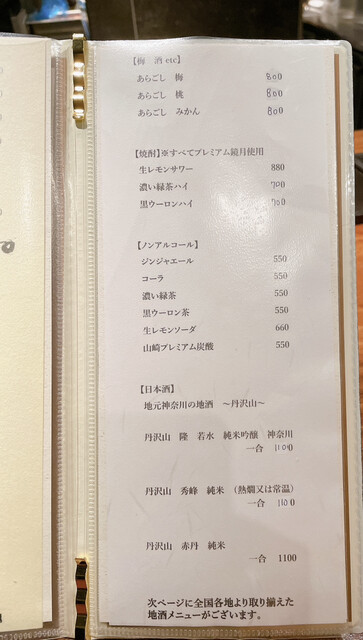 【梅 酒 etc】
あらごし 梅 800
あらごし 桃 800
あらごし みかん 800
【焼酎】※すべてプレミアム鏡月使用
生レモンサワー 880
濃い緑茶ハイ 700
黒ウーロンハイ 700
【ノンアルコール】
ジンジャエール 550
コーラ 550
濃い緑茶 550
黒ウーロン茶 550
生レモンソーダ 660
山崎プレミアム炭酸 550
【日本酒】
地元神奈川の地酒 ～丹沢山～
丹沢山 隆 若水 純米吟醸 神奈川
一合 1100
丹沢山 秀峰 純米 (熱燗又は常温)
一合 1100
丹沢山 赤丹 純米
一合 1100
次ページに全国各地より取り揃えた
地酒メニューがございます。